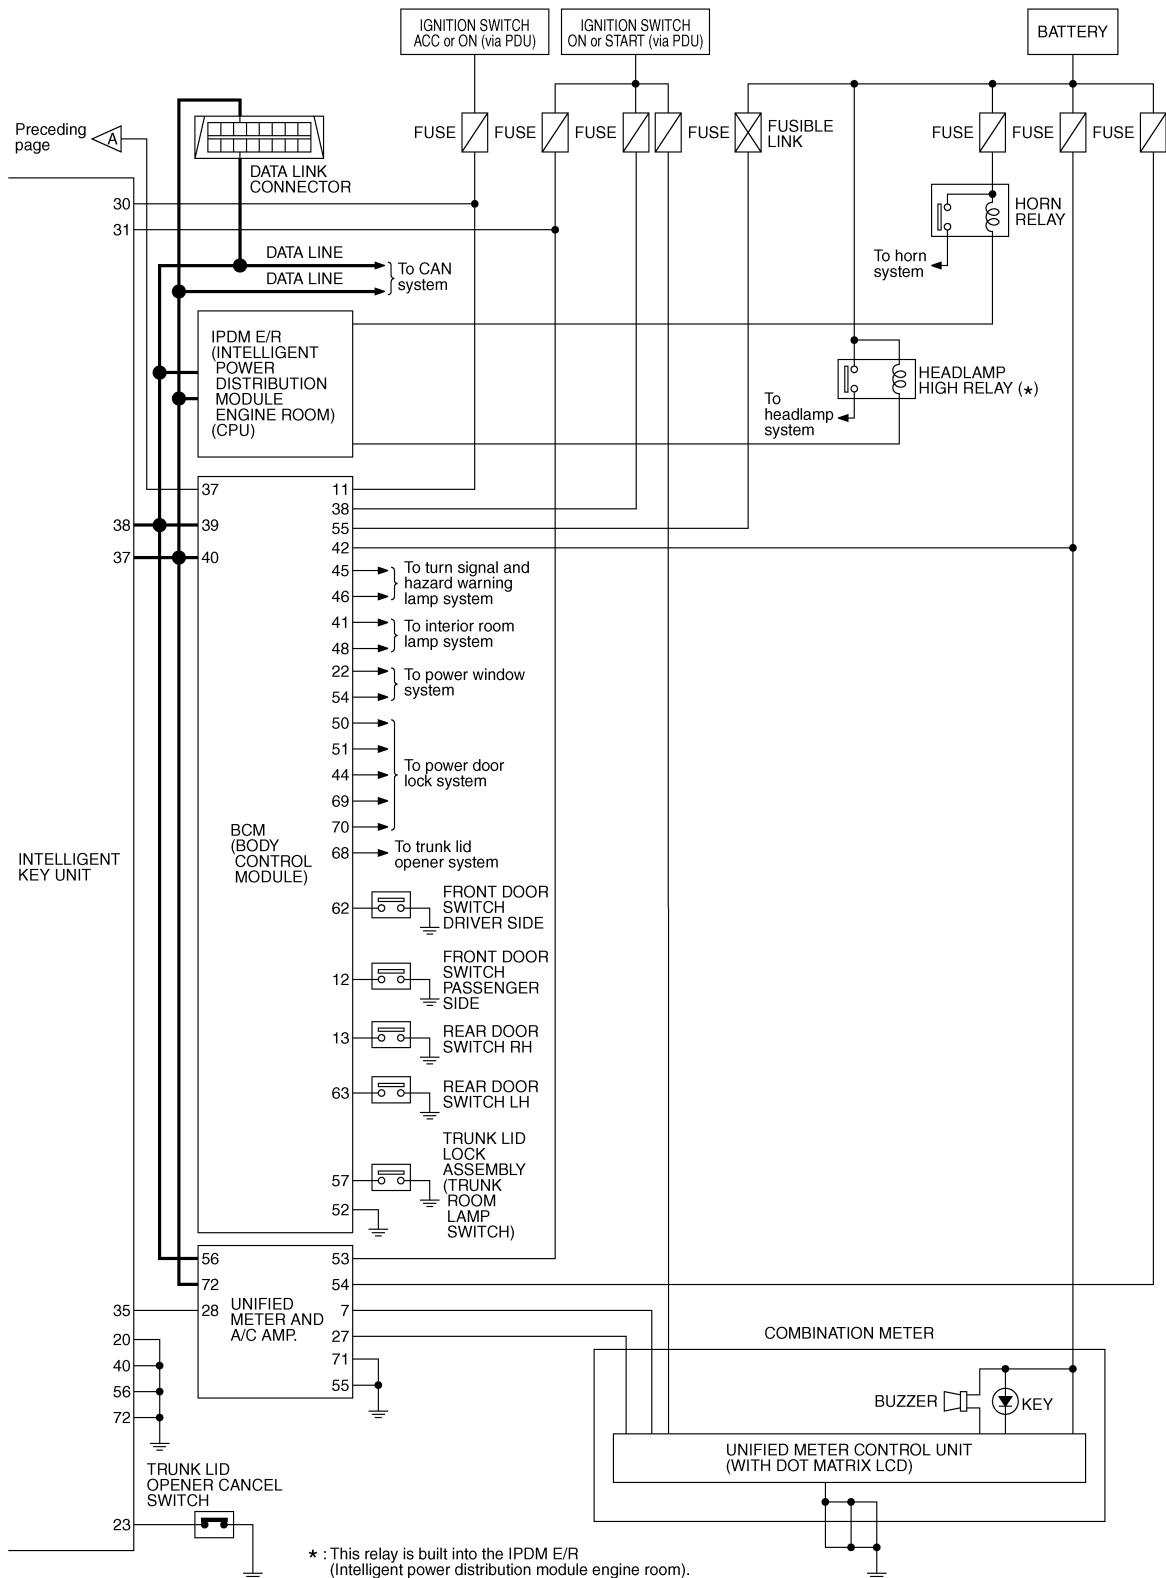 IGNITION SWITCH
ACC or ON (via PDU)
IGNITION SWITCH
ON or START (via PDU)
BATTERY
Preceding
page
A
FUSE
FUSE
FUSE
FUSE
FUSIBLE
LINK
FUSE
FUSE
FUSE
DATA LINK
CONNECTOR
30
31
HORN
RELAY
To horn
system
DATA LINE
DATA LINE
To CAN
system
IPDM E/R
(INTELLIGENT
POWER
DISTRIBUTION
MODULE
ENGINE ROOM)
(CPU)
HEADLAMP
HIGH RELAY (*)
To
headlamp
system
37
11
38
38
39
55
37
40
42
45
46
To turn signal and
hazard warning
lamp system
41
48
To interior room
lamp system
22
54
To power window
system
50
51
44
69
70
To power door
lock system
68
To trunk lid
opener system
BCM
(BODY
CONTROL
MODULE)
INTELLIGENT
KEY UNIT
62
FRONT DOOR
SWITCH
DRIVER SIDE
12
FRONT DOOR
SWITCH
PASSENGER
SIDE
13
REAR DOOR
SWITCH RH
63
REAR DOOR
SWITCH LH
57
TRUNK LID
LOCK
ASSEMBLY
(TRUNK
ROOM
LAMP
SWITCH)
52
56
53
72
54
35
28
7
UNIFIED
METER AND
A/C AMP.
27
71
55
20
40
56
72
COMBINATION METER
BUZZER
KEY
UNIFIED METER CONTROL UNIT
(WITH DOT MATRIX LCD)
TRUNK LID
OPENER CANCEL
SWITCH
23
* : This relay is built into the IPDM E/R
(Intelligent power distribution module engine room).